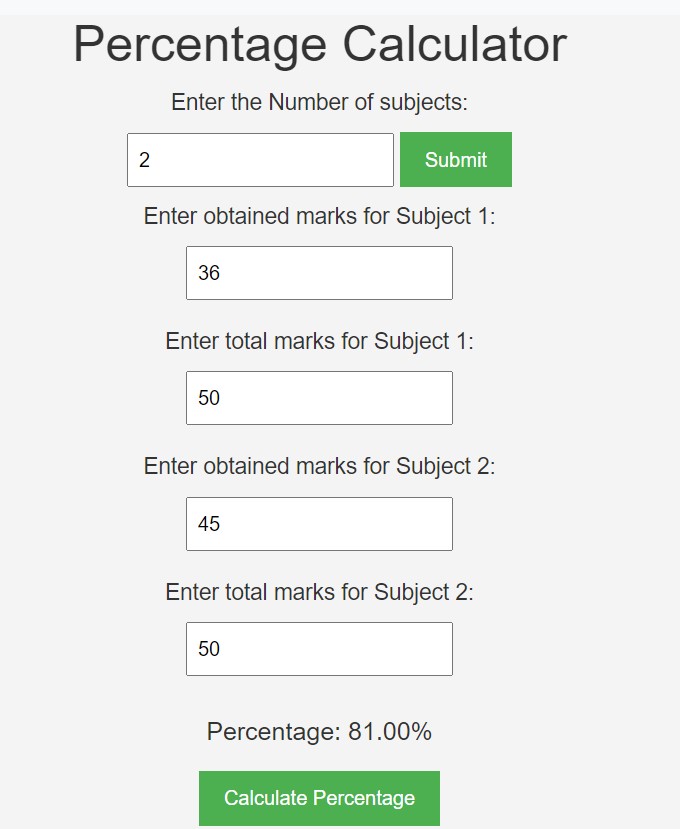 Percentage Calculator
Enter the Number of subjects:
2 Submit
Enter obtained marks for Subject 1:
36
Enter total marks for Subject 1:
50
Enter obtained marks for Subject 2:
45
Enter total marks for Subject 2:
50
Percentage: 81.00%
Calculate Percentage